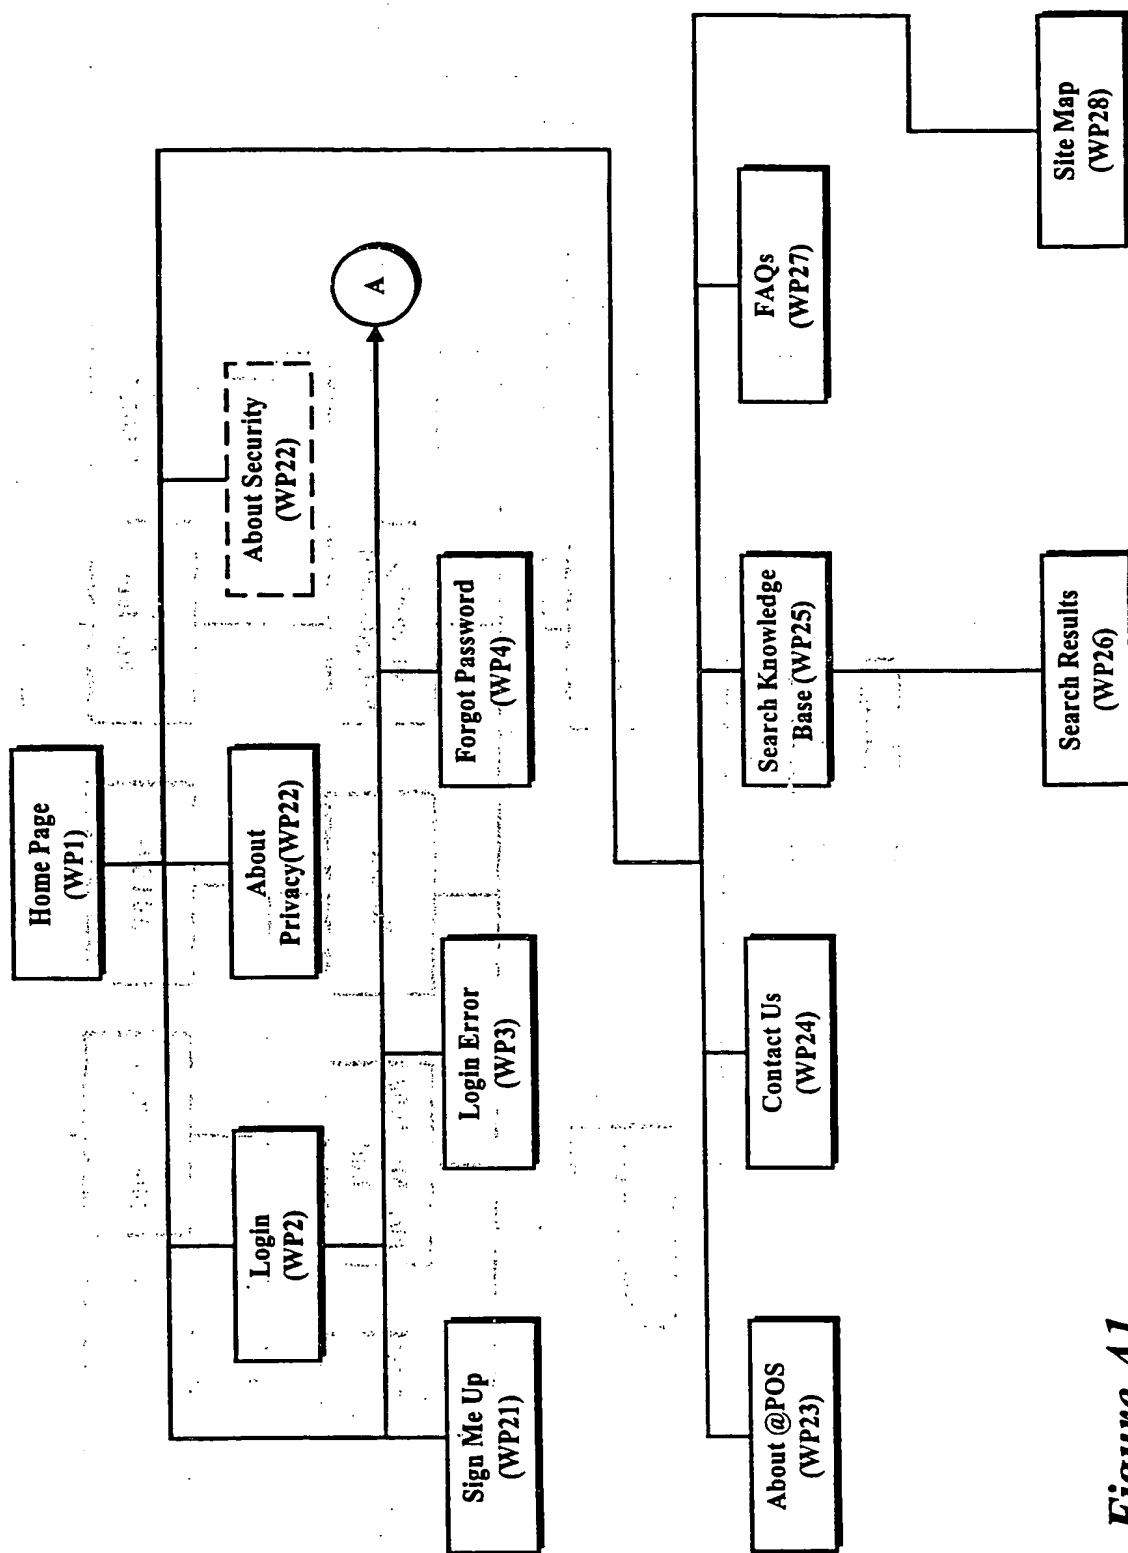 Home Page
(WP1)
Login
(WP2)
About
Privacy(WP22)
About Security
(WP22)
A
Sign Me Up
(WP21)
Login Error
(WP3)
Forgot Password
(WP4)
About @POS
(WP23)
Contact Us
(WP24)
Search Knowledge
Base (WP25)
FAQs
(WP27)
Search Results
(WP26)
Site Map
(WP28)
Figure A1